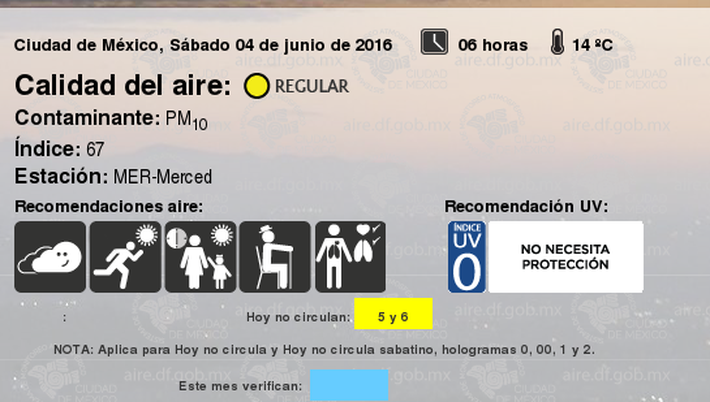 Ciudad de México, Sábado 04 de junio de 2016 06 horas 14 ºC
Calidad del aire: REGULAR
Contaminante: PM10
Índice: 67
Estación: MER-Merced
Recomendaciones aire: Recomendación UV:
ÍNDICE
UV
0
NO NECESITA
PROTECCIÓN
: Hoy no circulan: 5 y 6
NOTA: Aplica para Hoy no circula y Hoy no circula sabatino, hologramas 0, 00, 1 y 2.
Este mes verifican:
aire.df.gob.mx
CIUDAD
DE MÉXICO